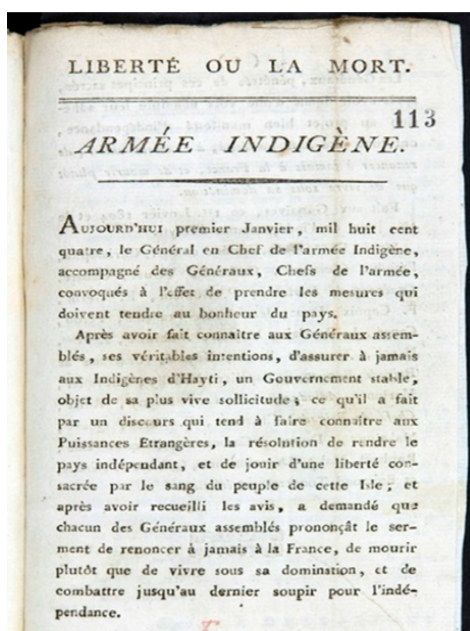 LIBERTÉ OU LA MORT.
113
ARMÉE INDIGÈNE.
AUJOURD'HUI premier Janvier, mil huit cent
quatre, le Général en Chef de l'armée Indigène,
accompagné des Généraux, Chefs de l'armée,
convoqués à l'effet de prendre les mesures qui
doivent tendre au bonheur du pays.
Après avoir fait connaître aux Généraux assem-
blés, ses véritables intentions, d'assurer à jamais
aux Indigènes d'Hayti, un Gouvernement stable,
objet de sa plus vive sollicitude; ce qu'il a fait
par un discours qui tend à faire connaître aux
Puissances Etrangères, la résolution de rendre le
pays indépendant, et de jouir d'une liberté con-
sacrée par le sang du peuple de cette Isle; et
après avoir recueilli les avis, a demandé que
chacun des Généraux assemblés prononçât le ser-
ment de renoncer à jamais à la France, de mourir
plutôt que de vivre sous sa domination, et de
combattre jusqu'au dernier soupir pour l'indé-
pendance.